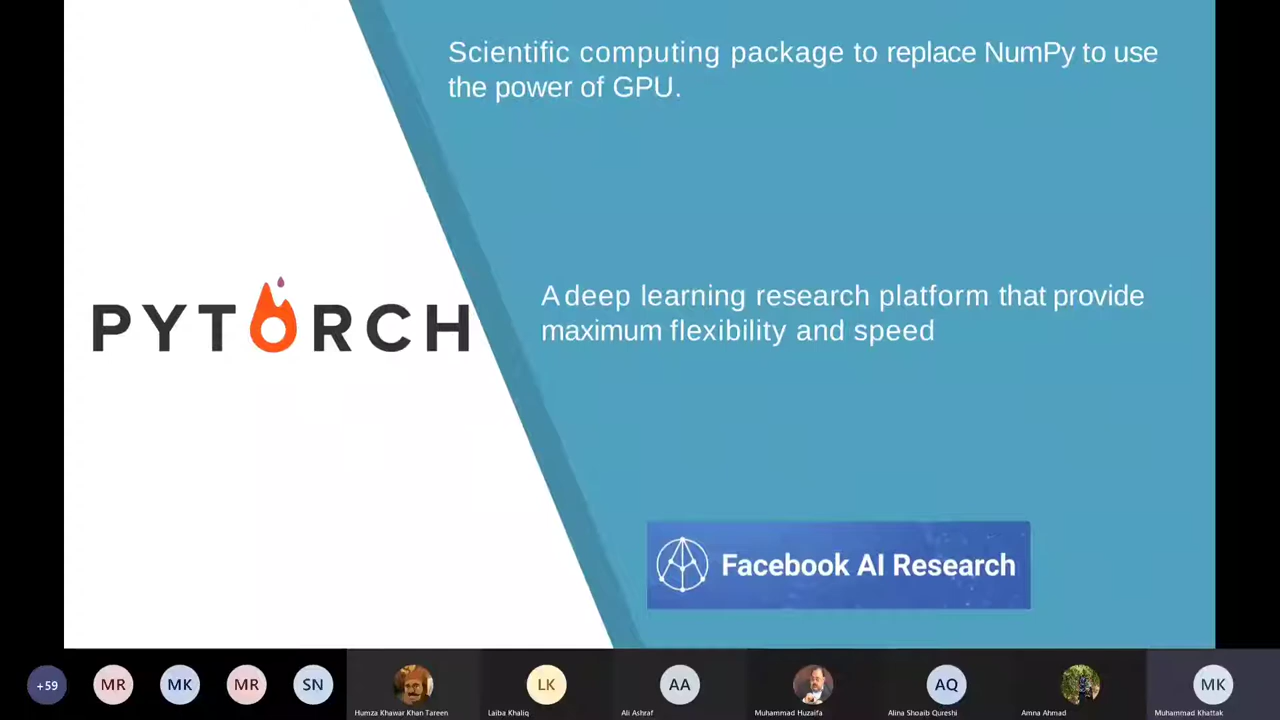 Scientific computing package to replace NumPy to use
the power of GPU.
PYTORCH
A deep learning research platform that provide
maximum flexibility and speed
Facebook AI Research
+59
MR
MK
MR
SN
Humza Khawar Khan Tareen
LK
Laiba Khaliq
AA
Ali Ashraf
Muhammad Huzaifa
AQ
Alina Shoaib Qureshi
Amna Ahmad
MK
Muhammad Khattak